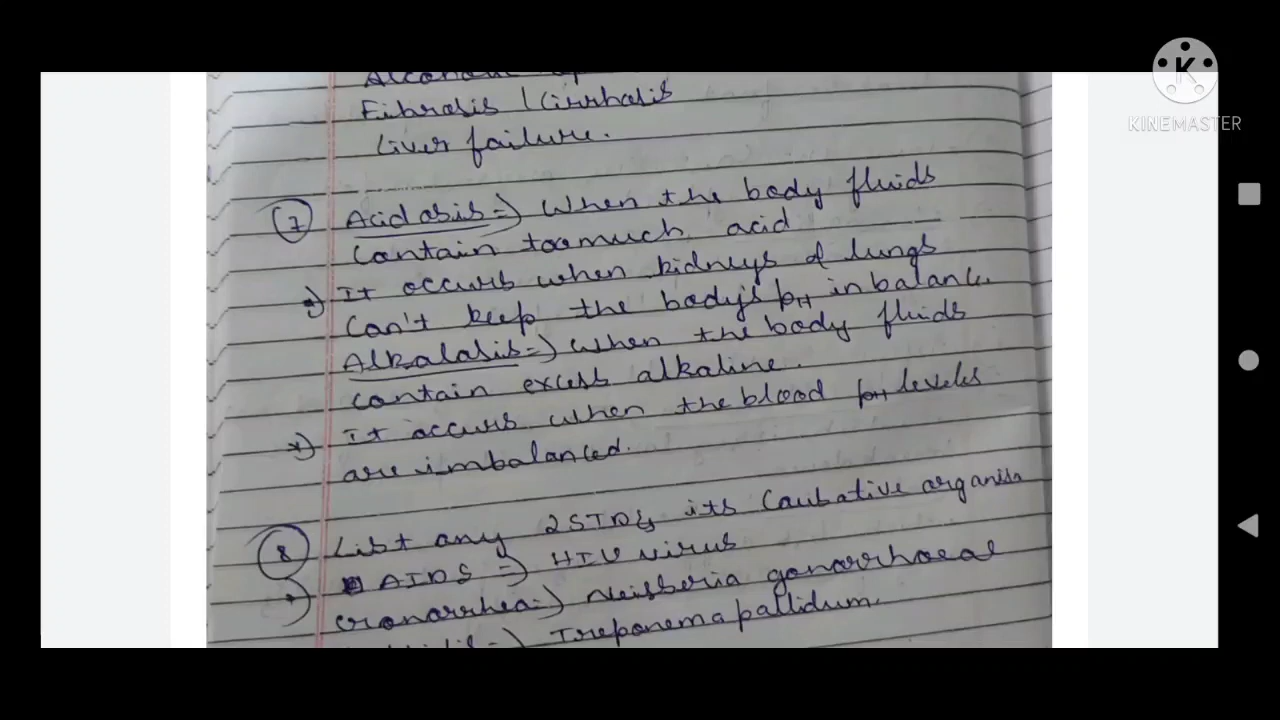 Fibrosis / Cirrhosis
Liver failure.
KINEMASTER
7 Acidosis => When the body fluids
contain too much acid
It occurs when kidneys & lungs
can't keep the body's pH in balance.
Alkalosis => when the body fluids
contain excess alkaline.
It occurs when the blood pH levels
are imbalanced.
8 List any 2 STD & its Causative organism
AIDS => HIV virus
Gonorrhea => Neisseria gonorrhoeae
=> Treponema pallidum.